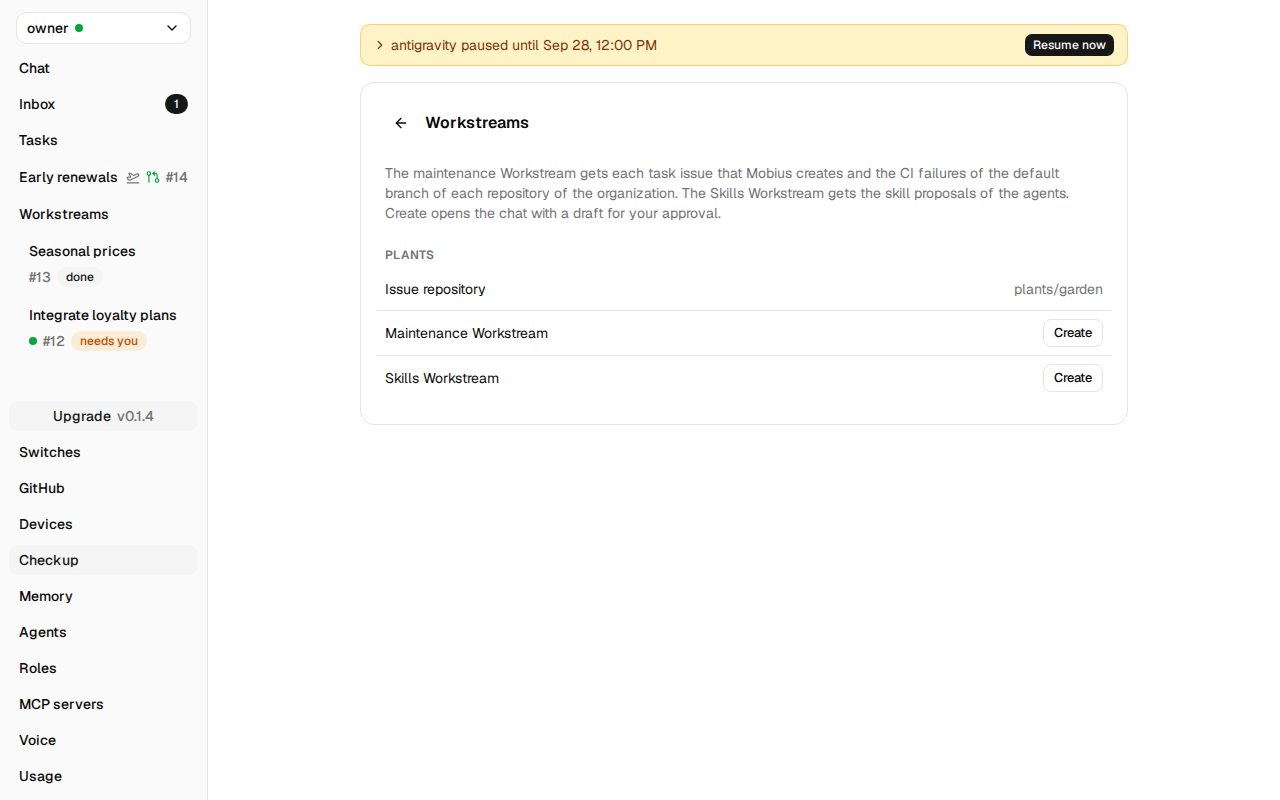 owner
Chat
Inbox 1
Tasks
Early renewals #14
Workstreams
Seasonal prices
#13 done
Integrate loyalty plans
#12 needs you
Upgrade v0.1.4
Switches
GitHub
Devices
Checkup
Memory
Agents
Roles
MCP servers
Voice
Usage
antigravity paused until Sep 28, 12:00 PM Resume now
Workstreams
The maintenance Workstream gets each task issue that Mobius creates and the CI failures of the default
branch of each repository of the organization. The Skills Workstream gets the skill proposals of the agents.
Create opens the chat with a draft for your approval.
PLANTS
Issue repository plants/garden
Maintenance Workstream Create
Skills Workstream Create